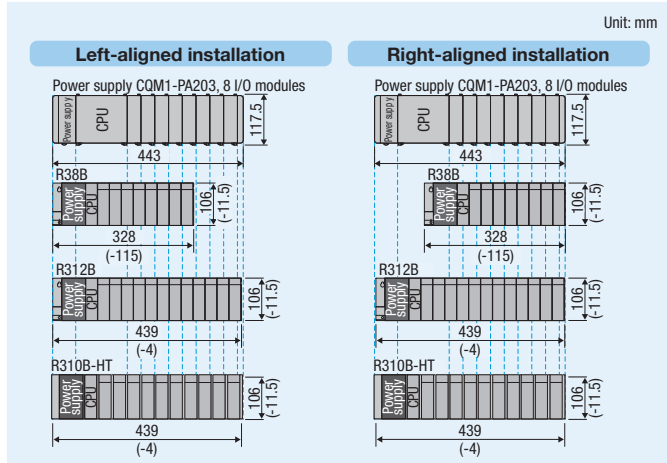 Unit: mm
Left-aligned installation
Power supply CQM1-PA203, 8 I/O modules
Power supply
CPU
117.5
443
R38B
Power supply
CPU
106
(-11.5)
328
(-115)
R312B
Power supply
CPU
106
(-11.5)
439
(-4)
R310B-HT
Power supply
CPU
106
(-11.5)
439
(-4)
Right-aligned installation
Power supply CQM1-PA203, 8 I/O modules
Power supply
CPU
117.5
443
R38B
Power supply
CPU
106
(-11.5)
328
(-115)
R312B
Power supply
CPU
106
(-11.5)
439
(-4)
R310B-HT
Power supply
CPU
106
(-11.5)
439
(-4)